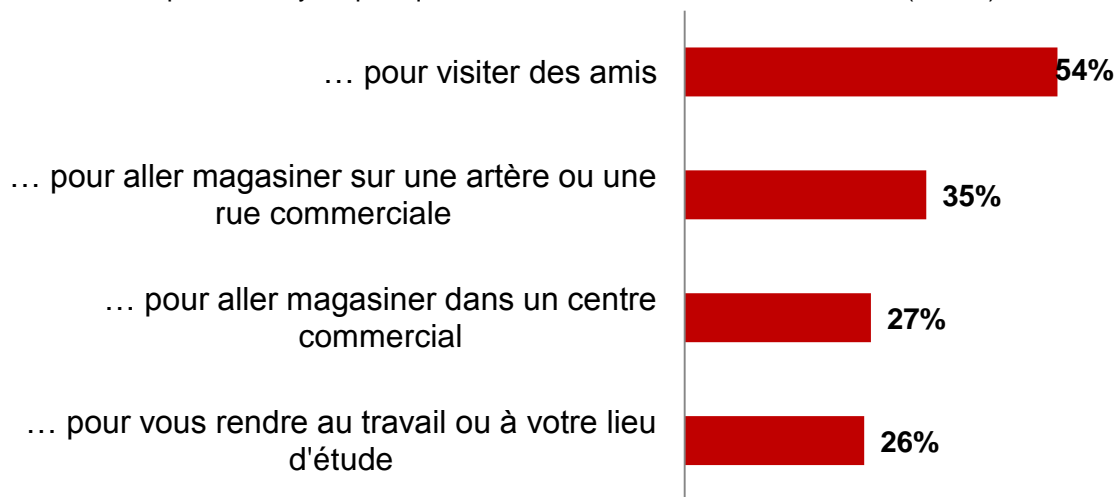 … pour visiter des amis
54%
… pour aller magasiner sur une artère ou une
rue commerciale
35%
… pour aller magasiner dans un centre
commercial
27%
… pour vous rendre au travail ou à votre lieu
d'étude
26%